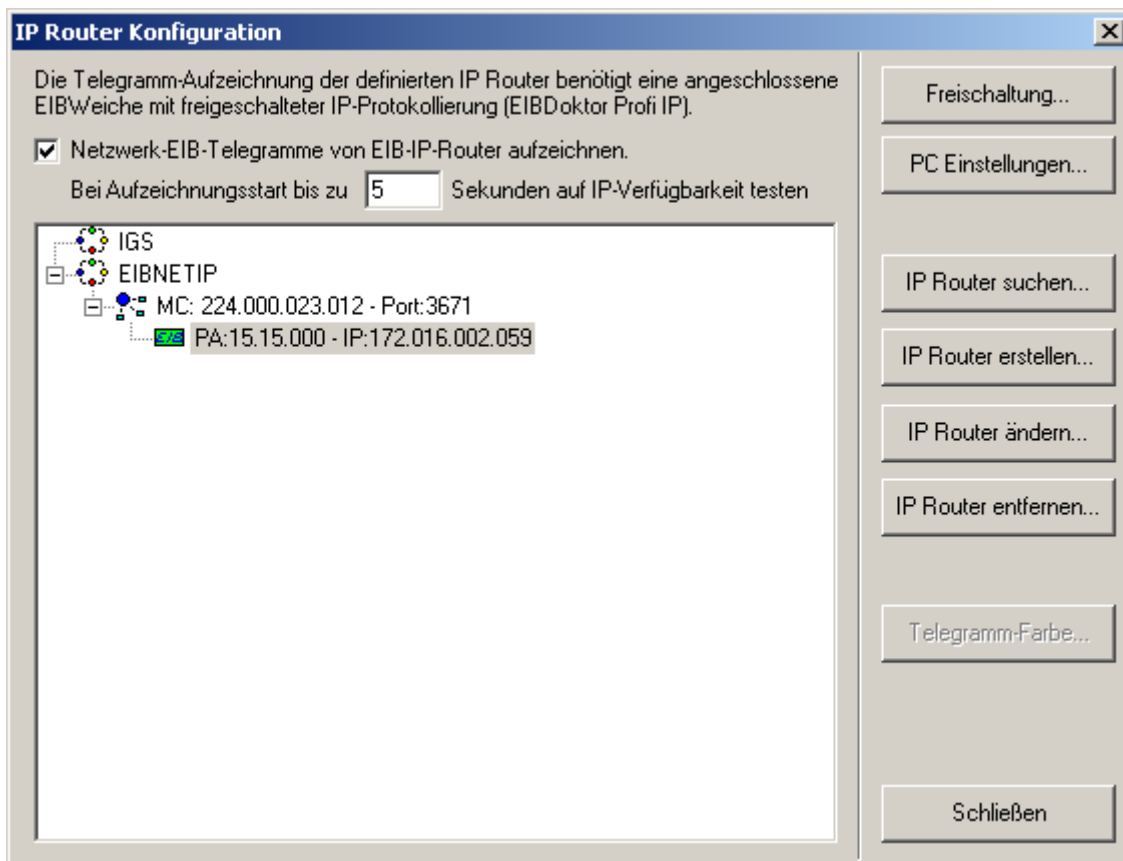 IP Router Konfiguration
Die Telegramm-Aufzeichnung der definierten IP Router benötigt eine angeschlossene
EIBWeiche mit freigeschalteter IP-Protokollierung (EIBDoktor Profi IP).
Netzwerk-EIB-Telegramme von EIB-IP-Router aufzeichnen.
Bei Aufzeichnungsstart bis zu 5 Sekunden auf IP-Verfügbarkeit testen
IGS
EIBNETIP
MC: 224.000.023.012 - Port:3671
EIB PA:15.15.000 - IP:172.016.002.059
Freischaltung...
PC Einstellungen...
IP Router suchen...
IP Router erstellen...
IP Router ändern...
IP Router entfernen...
Telegramm-Farbe...
Schließen